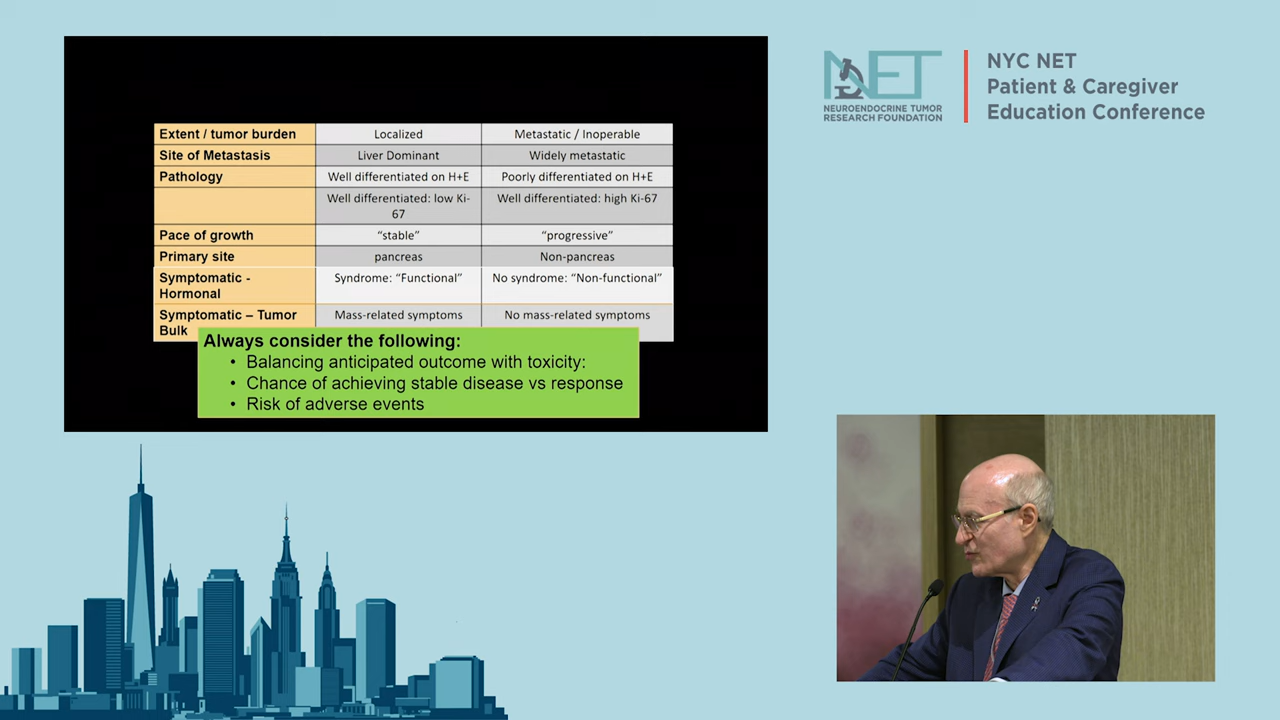 Extent / tumor burden Localized Metastatic / Inoperable
Site of Metastasis Liver Dominant Widely metastatic
Pathology Well differentiated on H+E Poorly differentiated on H+E
Well differentiated: low Ki- Well differentiated: high Ki-67
67
Pace of growth “stable” “progressive”
Primary site pancreas Non-pancreas
Symptomatic - Syndrome: “Functional” No syndrome: “Non-functional”
Hormonal
Symptomatic – Tumor Mass-related symptoms No mass-related symptoms
Bulk
Always consider the following:
• Balancing anticipated outcome with toxicity:
• Chance of achieving stable disease vs response
• Risk of adverse events
NET
NEUROENDOCRINE TUMOR
RESEARCH FOUNDATION
NYC NET
Patient & Caregiver
Education Conference